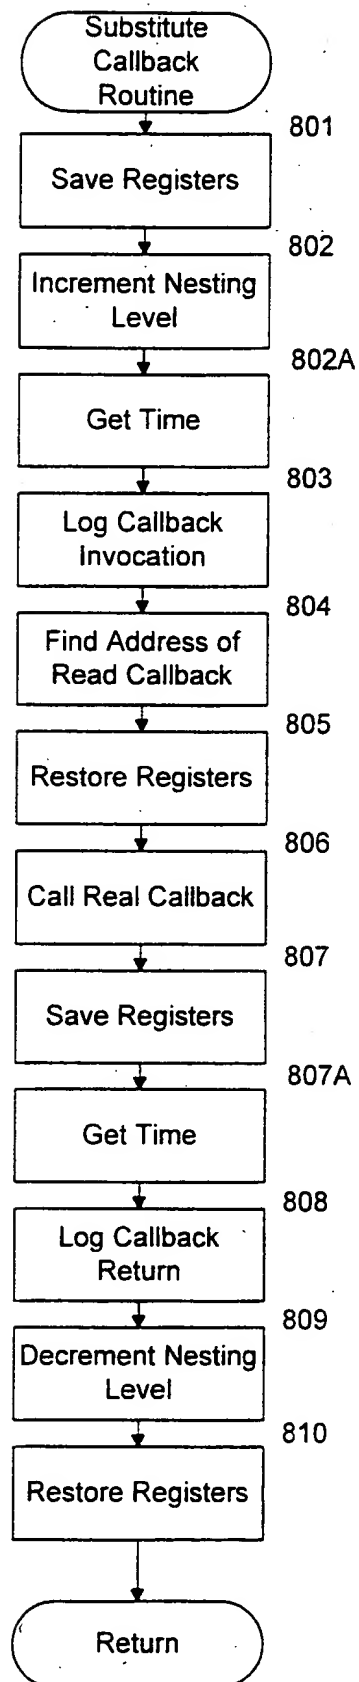 Substitute
Callback
Routine
801
Save Registers
802
Increment Nesting
Level
802A
Get Time
803
Log Callback
Invocation
804
Find Address of
Read Callback
805
Restore Registers
806
Call Real Callback
807
Save Registers
807A
Get Time
808
Log Callback
Return
809
Decrement Nesting
Level
810
Restore Registers
Return